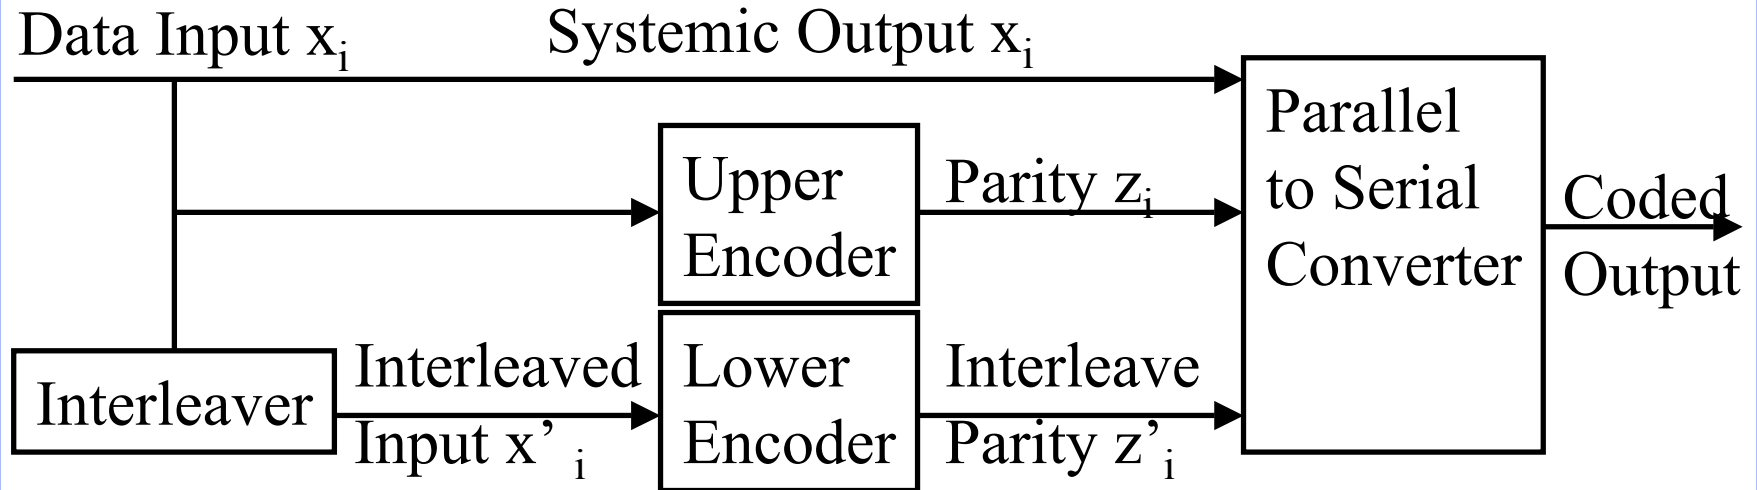 Data Input xi
Systemic Output xi
Parallel
to Serial
Converter
Upper
Encoder
Parity zi
Coded
Output
Interleaver
Interleaved
Input x’ i
Lower
Encoder
Interleave
Parity z’i